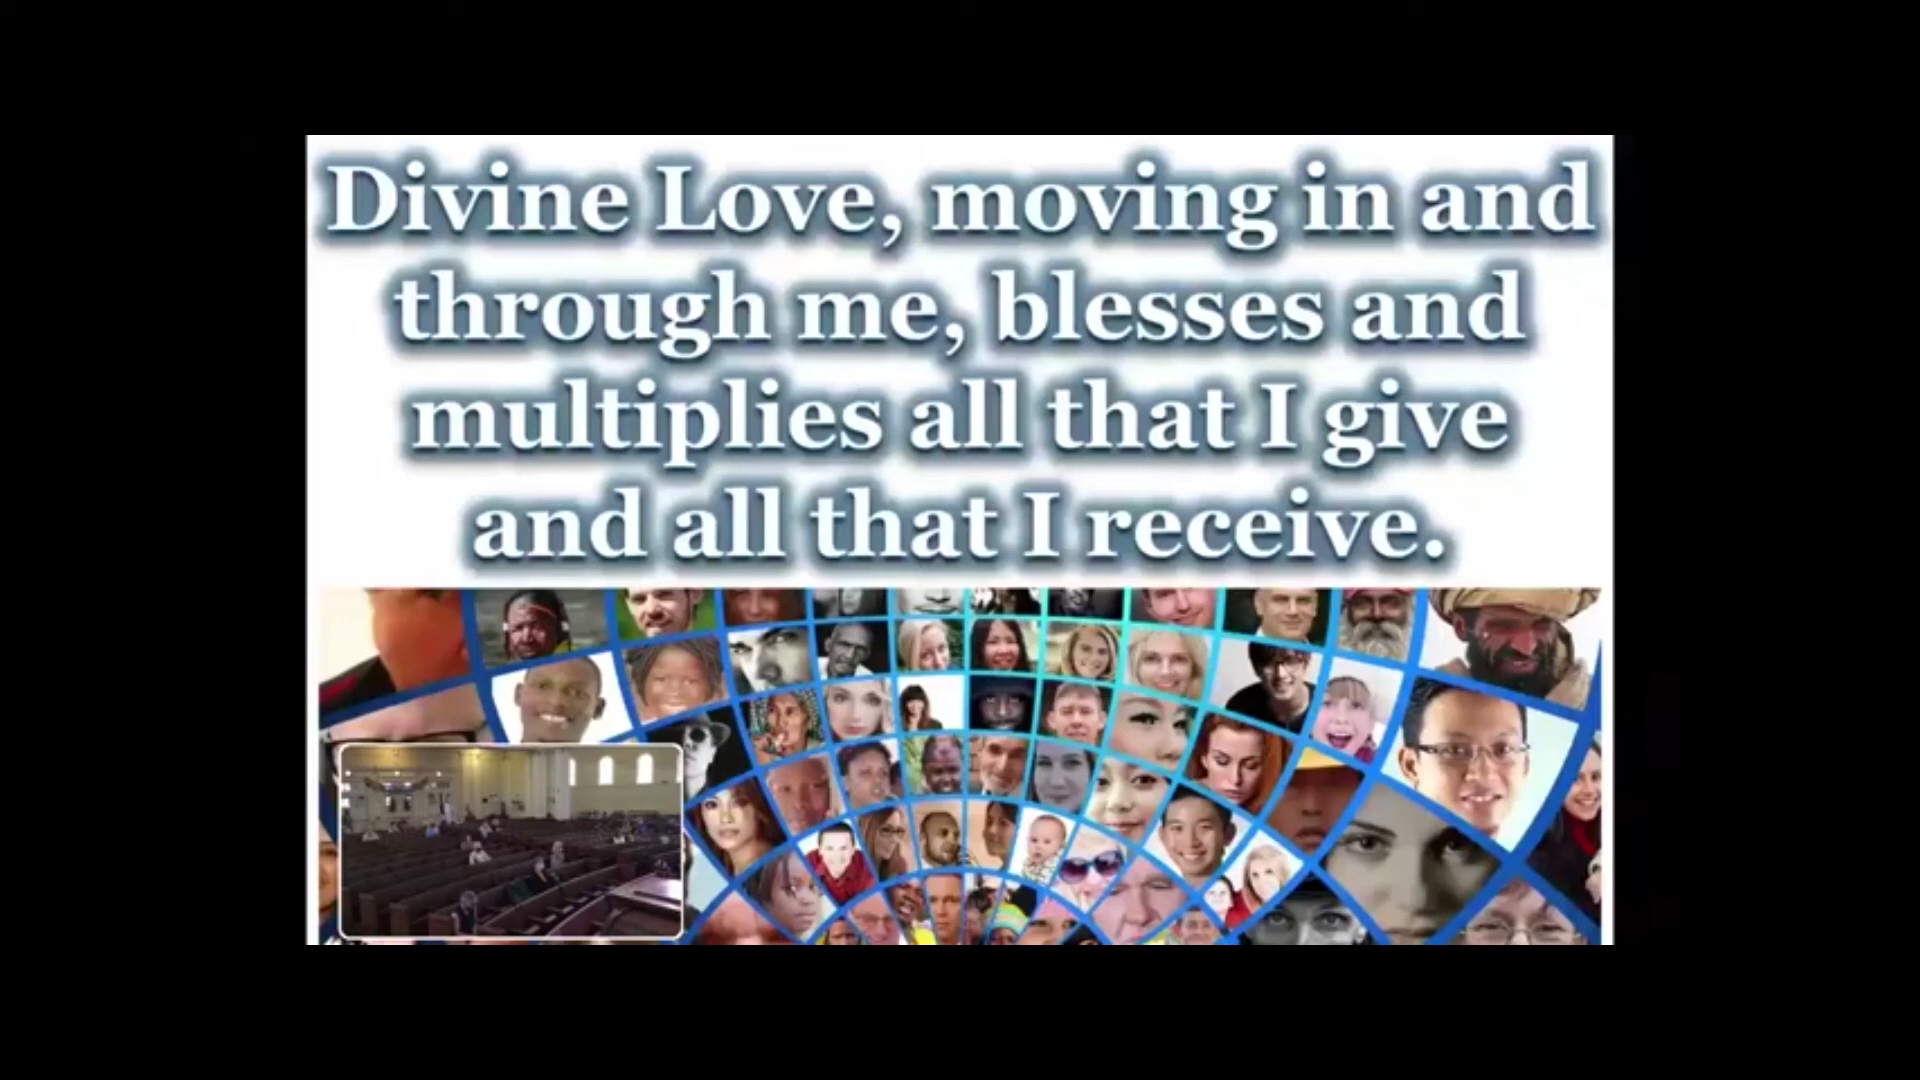 Divine Love, moving in and
through me, blesses and
multiplies all that I give
and all that I receive.